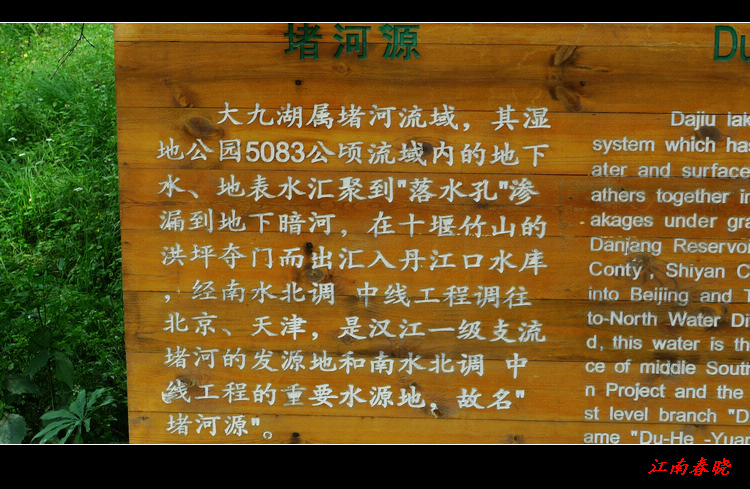 堵河源
大九湖属堵河流域，其湿
地公园5083公顷流域内的地下
水、地表水汇聚到"落水孔"渗
漏到地下暗河，在十堰竹山的
洪坪夺门而出汇入丹江口水库
，经南水北调 中线工程调往
北京、天津，是汉江一级支流
堵河的发源地和南水北调 中
线工程的重要水源地，故名"
堵河源"。
Du
Dajiu lak
system which has
ater and surface
athers together in
akages under gra
Danjang Reservoi
Conty , Shiyan C
into Beijing and T
to-North Water Di
d, this water is th
ce of middle South
n Project and the
st level branch "D
ame "Du-He -Yuan
江南春晓